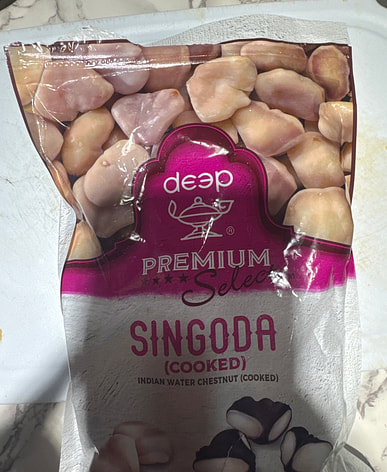 deep
®
PREMIUM
Select
SINGODA
(COOKED)
INDIAN WATER CHESTNUT (COOKED)